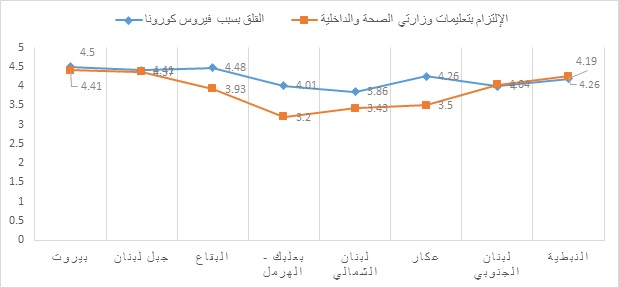 الإلتزام بتعليمات وزارتي الصحة والداخلية
القلق بسبب فيروس كورونا
5
4.5
4
3.5
3
2.5
2
1.5
1
0.5
0
4.5
4.48
4.01
3.86
4.26
4.19
4.41
4.37
3.93
3.2
3.43
3.5
4.04
4.26
بيروت
جبل لبنان
البقاع
بعلبك -
الهرمل
لبنان
الشمالي
عكار
لبنان
الجنوبي
النبطية